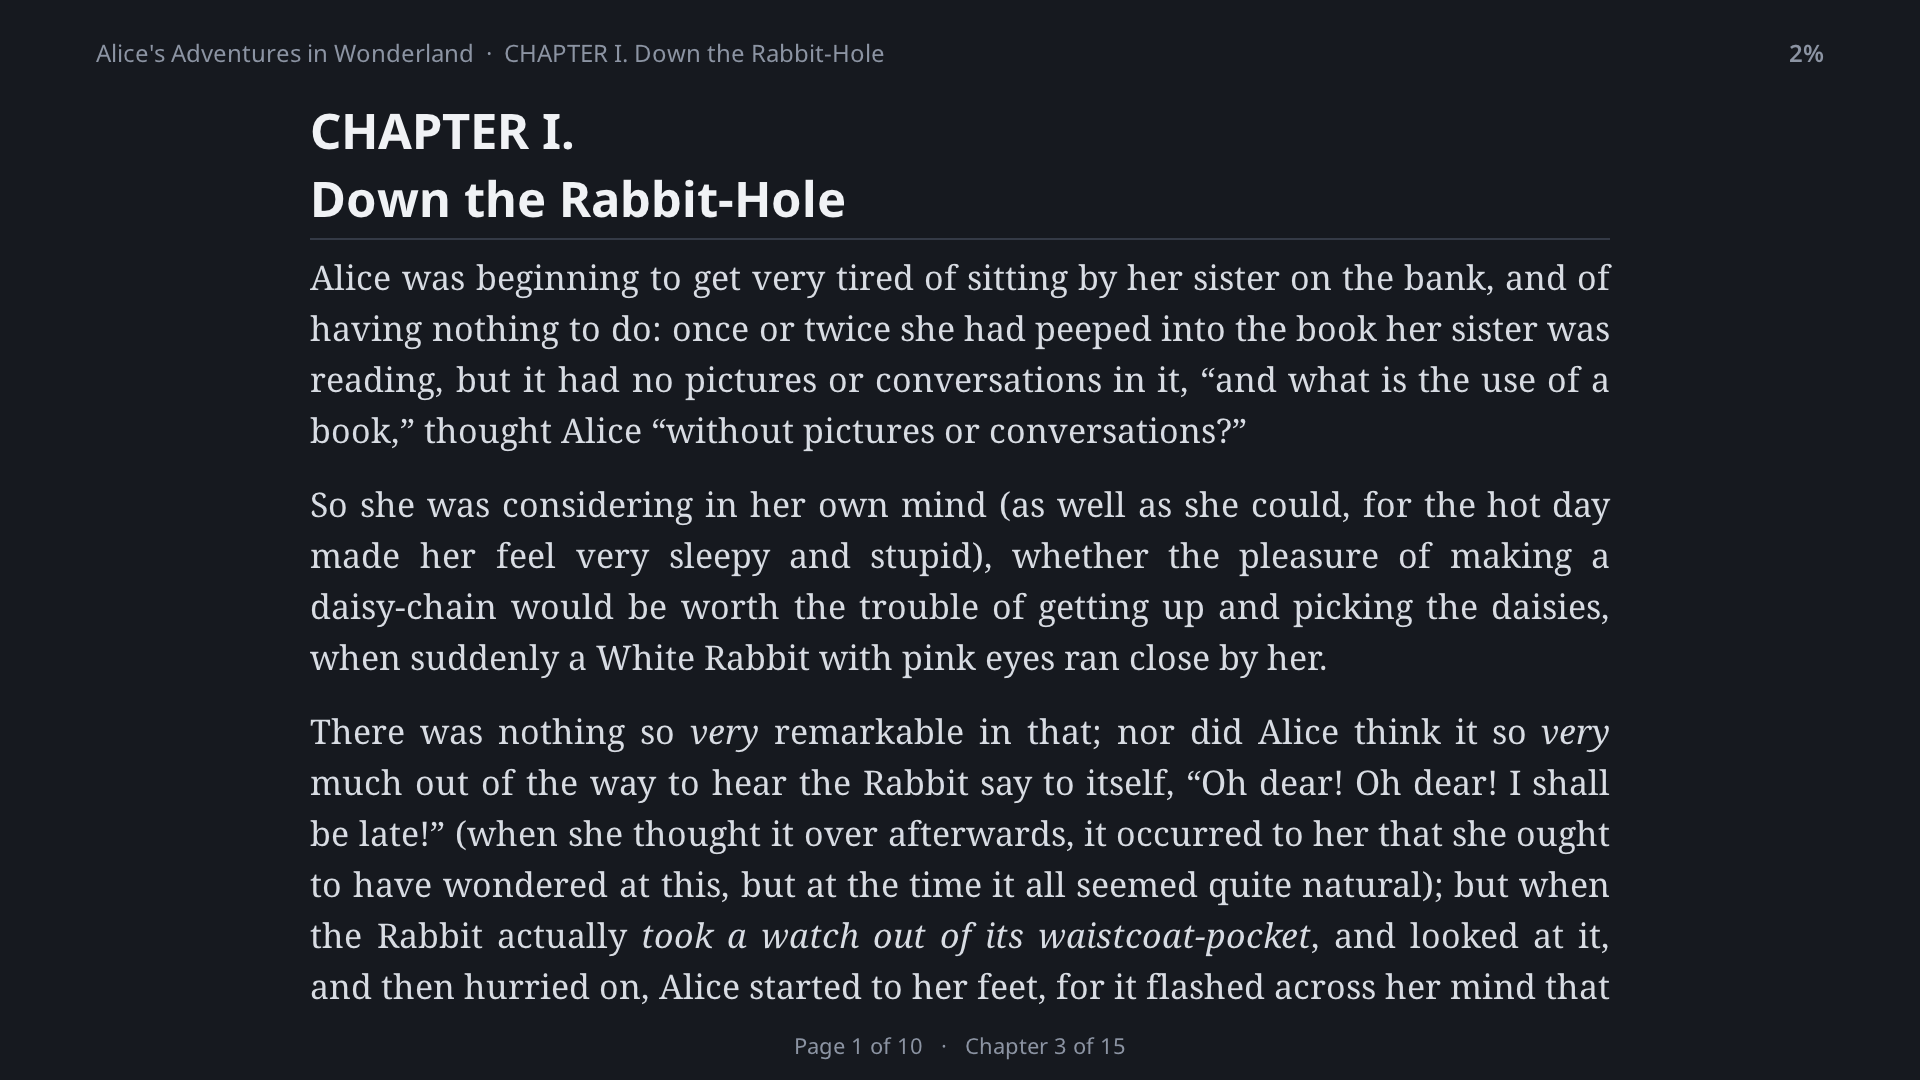 Alice's Adventures in Wonderland · CHAPTER I. Down the Rabbit-Hole
2%
CHAPTER I.
Down the Rabbit-Hole
Alice was beginning to get very tired of sitting by her sister on the bank, and of
having nothing to do: once or twice she had peeped into the book her sister was
reading, but it had no pictures or conversations in it, “and what is the use of a
book,” thought Alice “without pictures or conversations?”
So she was considering in her own mind (as well as she could, for the hot day
made her feel very sleepy and stupid), whether the pleasure of making a
daisy-chain would be worth the trouble of getting up and picking the daisies,
when suddenly a White Rabbit with pink eyes ran close by her.
There was nothing so very remarkable in that; nor did Alice think it so very
much out of the way to hear the Rabbit say to itself, “Oh dear! Oh dear! I shall
be late!” (when she thought it over afterwards, it occurred to her that she ought
to have wondered at this, but at the time it all seemed quite natural); but when
the Rabbit actually took a watch out of its waistcoat-pocket, and looked at it,
and then hurried on, Alice started to her feet, for it flashed across her mind that
Page 1 of 10 · Chapter 3 of 15